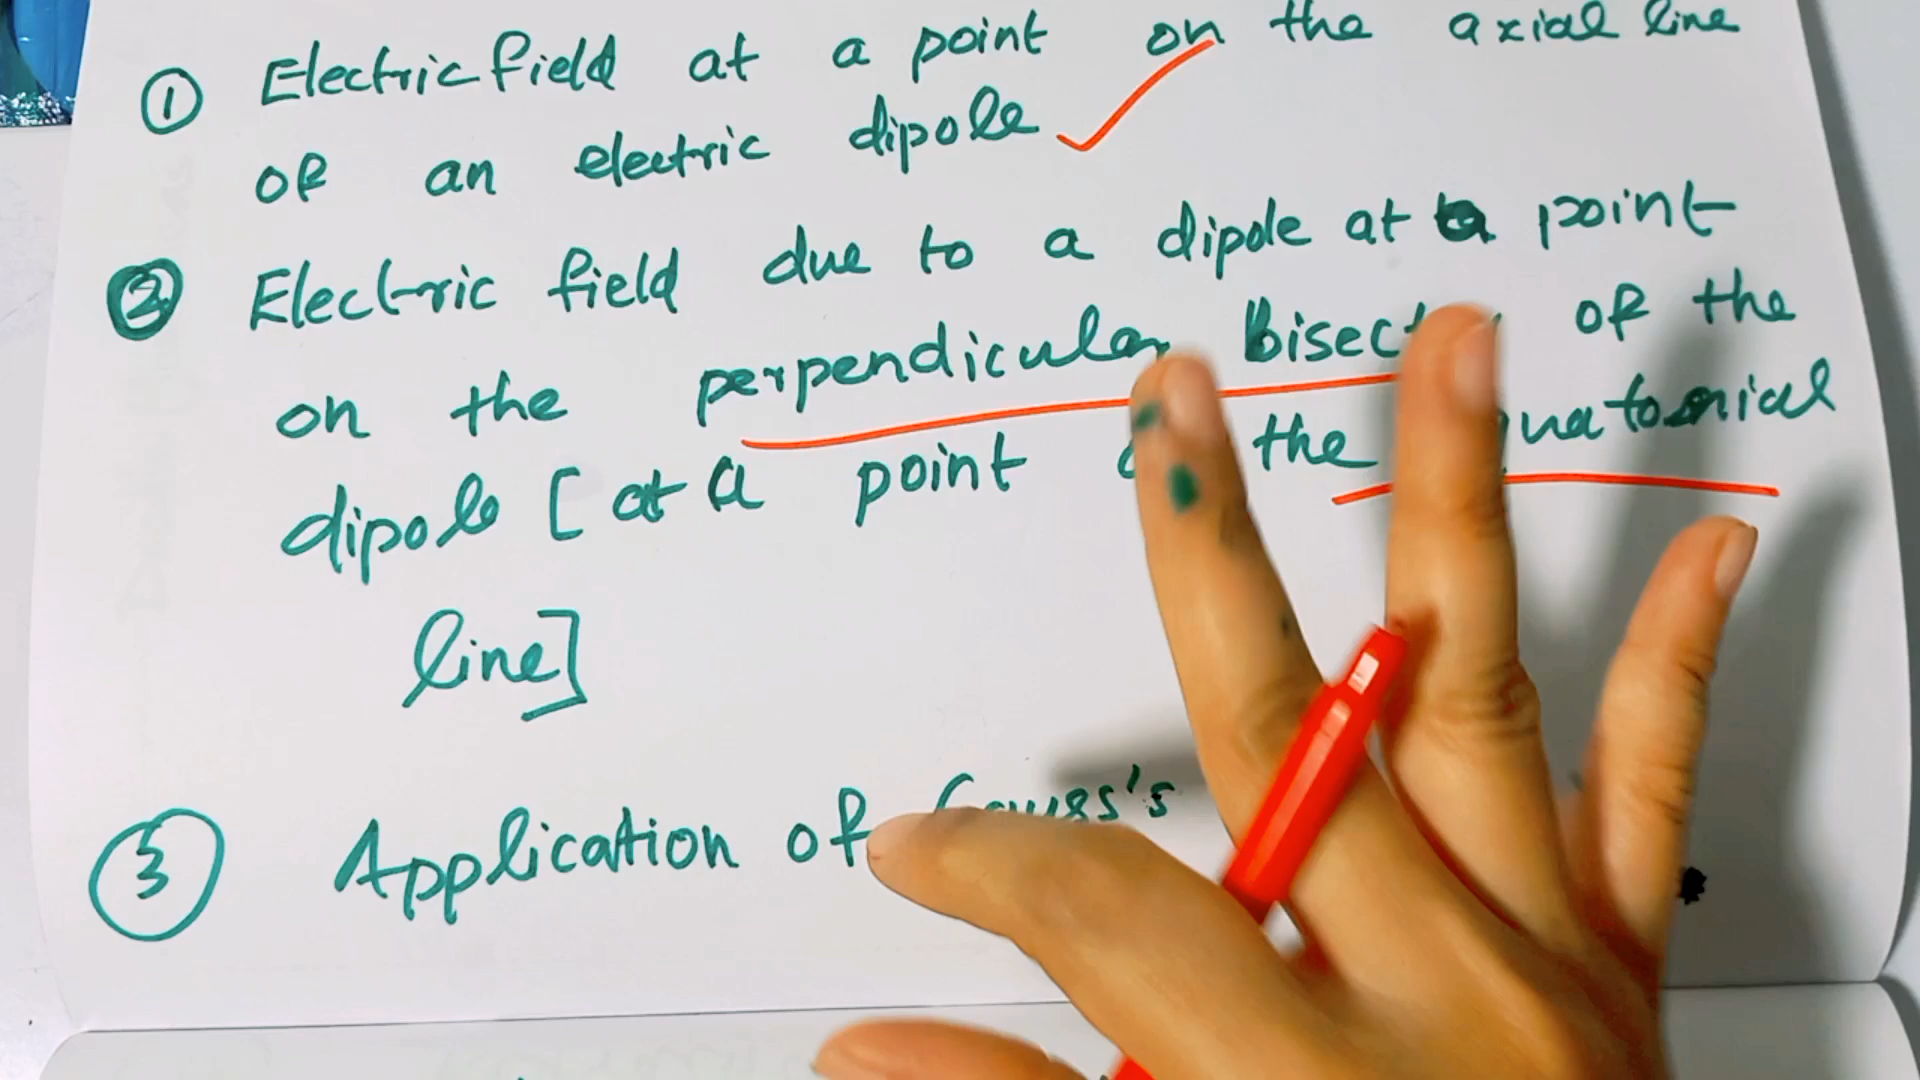 ① Electric field at a point on the axial line
of an electric dipole
② Electric field due to a dipole at a point
on the perpendicular of the
dipole [at a point the
line]
③ Application of Gauss's